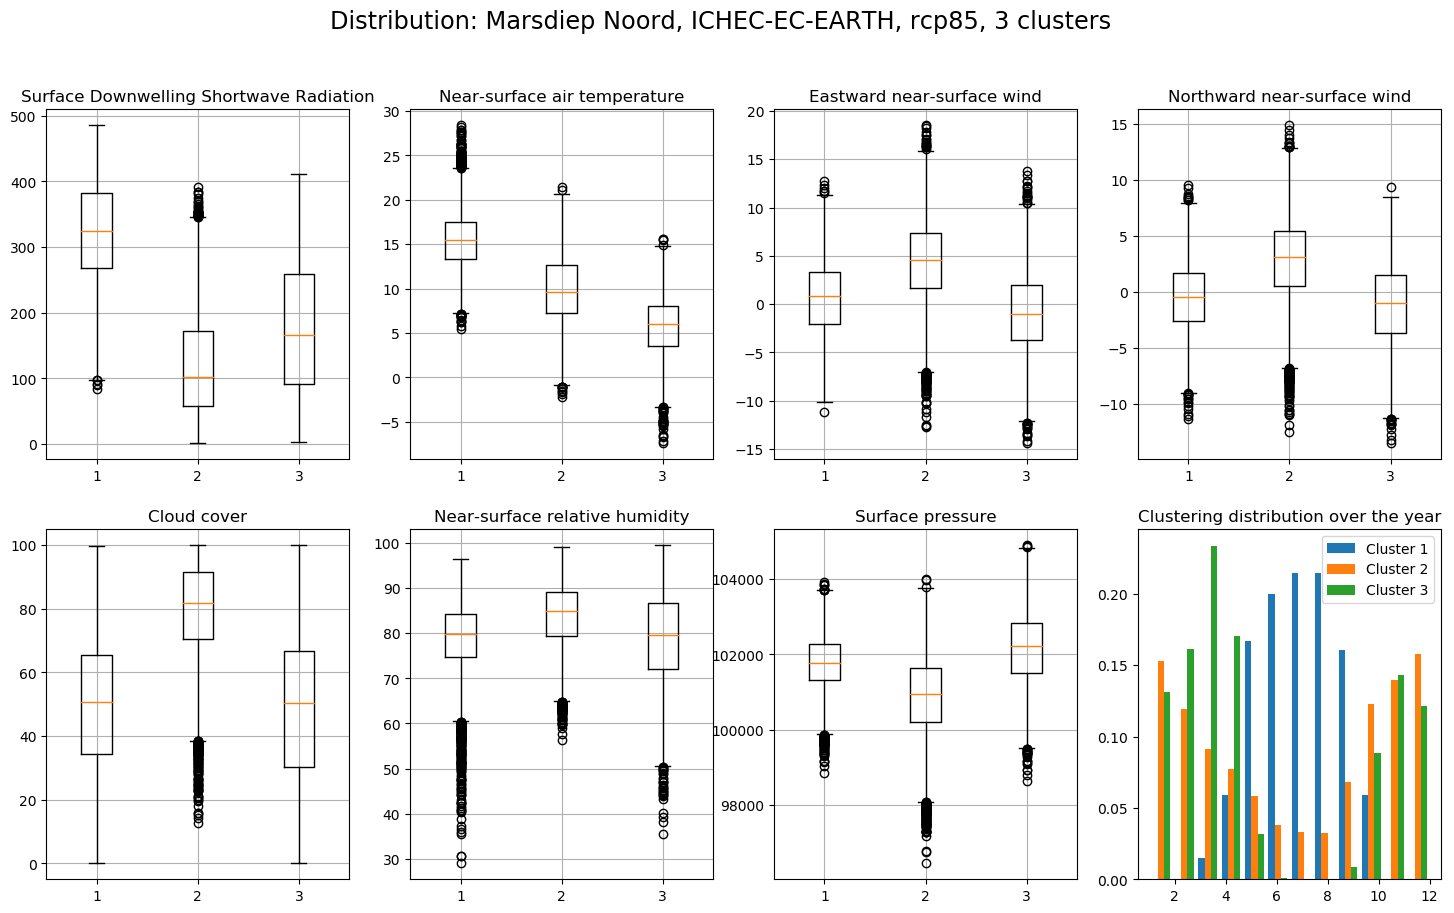 Distribution: Marsdiep Noord, ICHEC-EC-EARTH, rcp85, 3 clusters
Surface Downwelling Shortwave Radiation
500
400
300
200
100
0
1 2 3
Near-surface air temperature
30
25
20
15
10
5
0
−5
1 2 3
Eastward near-surface wind
20
15
10
5
0
−5
−10
−15
1 2 3
Northward near-surface wind
15
10
5
0
−5
−10
1 2 3
Cloud cover
100
80
60
40
20
0
1 2 3
Near-surface relative humidity
100
90
80
70
60
50
40
30
1 2 3
Surface pressure
104000
102000
100000
98000
1 2 3
Clustering distribution over the year
Cluster 1
Cluster 2
Cluster 3
0.20
0.15
0.10
0.05
0.00
2 4 6 8 10 12